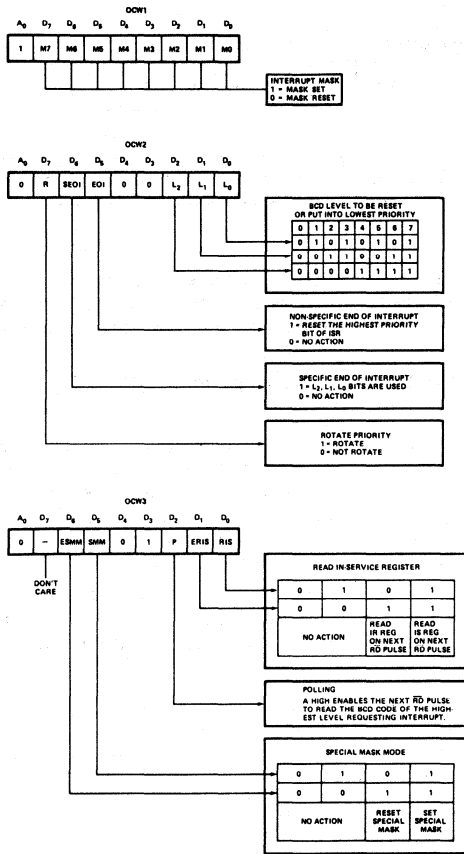 OCW1
A0 D7 D6 D5 D4 D3 D2 D1 D0
1 M7 M6 M5 M4 M3 M2 M1 M0
INTERRUPT MASK
1 = MASK SET
0 = MASK RESET
OCW2
A0 D7 D6 D5 D4 D3 D2 D1 D0
0 R SEOI EOI 0 0 L2 L1 L0
BCD LEVEL TO BE RESET
OR PUT INTO LOWEST PRIORITY
0 1 2 3 4 5 6 7
0 1 0 1 0 1 0 1
0 0 1 1 0 0 1 1
0 0 0 0 1 1 1 1
NON-SPECIFIC END OF INTERRUPT
1 = RESET THE HIGHEST PRIORITY
BIT OF ISR
0 = NO ACTION
SPECIFIC END OF INTERRUPT
1 = L2, L1, L0 BITS ARE USED
0 = NO ACTION
ROTATE PRIORITY
1 = ROTATE
0 = NOT ROTATE
OCW3
A0 D7 D6 D5 D4 D3 D2 D1 D0
0 – ESMM SMM 0 1 P ERIS RIS
DON'T
CARE
READ IN-SERVICE REGISTER
0 1 0 1
0 0 1 1
NO ACTION
READ
IR REG
ON NEXT
RD PULSE
READ
IS REG
ON NEXT
RD PULSE
POLLING
A HIGH ENABLES THE NEXT RD PULSE
TO READ THE BCD CODE OF THE HIGH-
EST LEVEL REQUESTING INTERRUPT.
SPECIAL MASK MODE
0 1 0 1
0 0 1 1
NO ACTION
RESET
SPECIAL
MASK
SET
SPECIAL
MASK